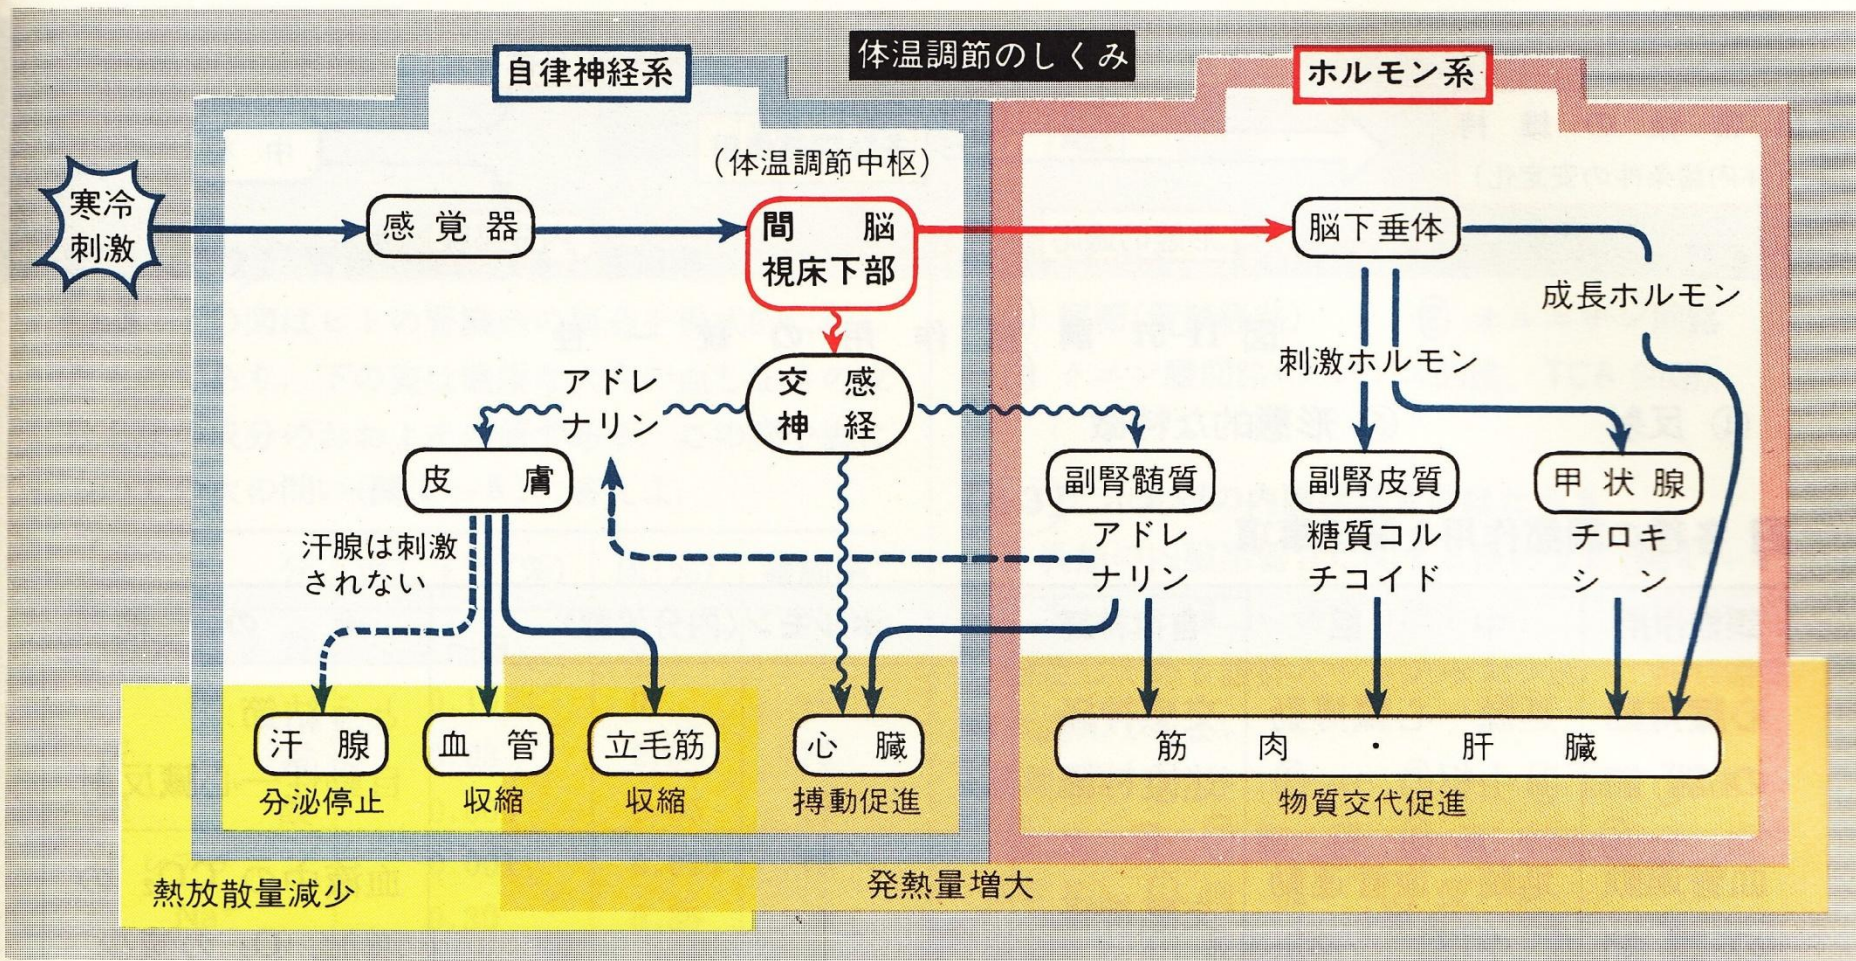 体温調節のしくみ
自律神経系
ホルモン系
(体温調節中枢)
寒冷
刺激
感覚器
間脳
視床下部
脳下垂体
成長ホルモン
刺激ホルモン
アドレ
ナリン
交感
神経
皮膚
副腎髄質
副腎皮質
甲状腺
汗腺は刺激
されない
アドレ
ナリン
糖質コル
チコイド
チロキ
シン
汗腺
血管
立毛筋
心臓
筋肉・肝臓
分泌停止
収縮
収縮
搏動促進
物質交代促進
熱放散量減少
発熱量増大